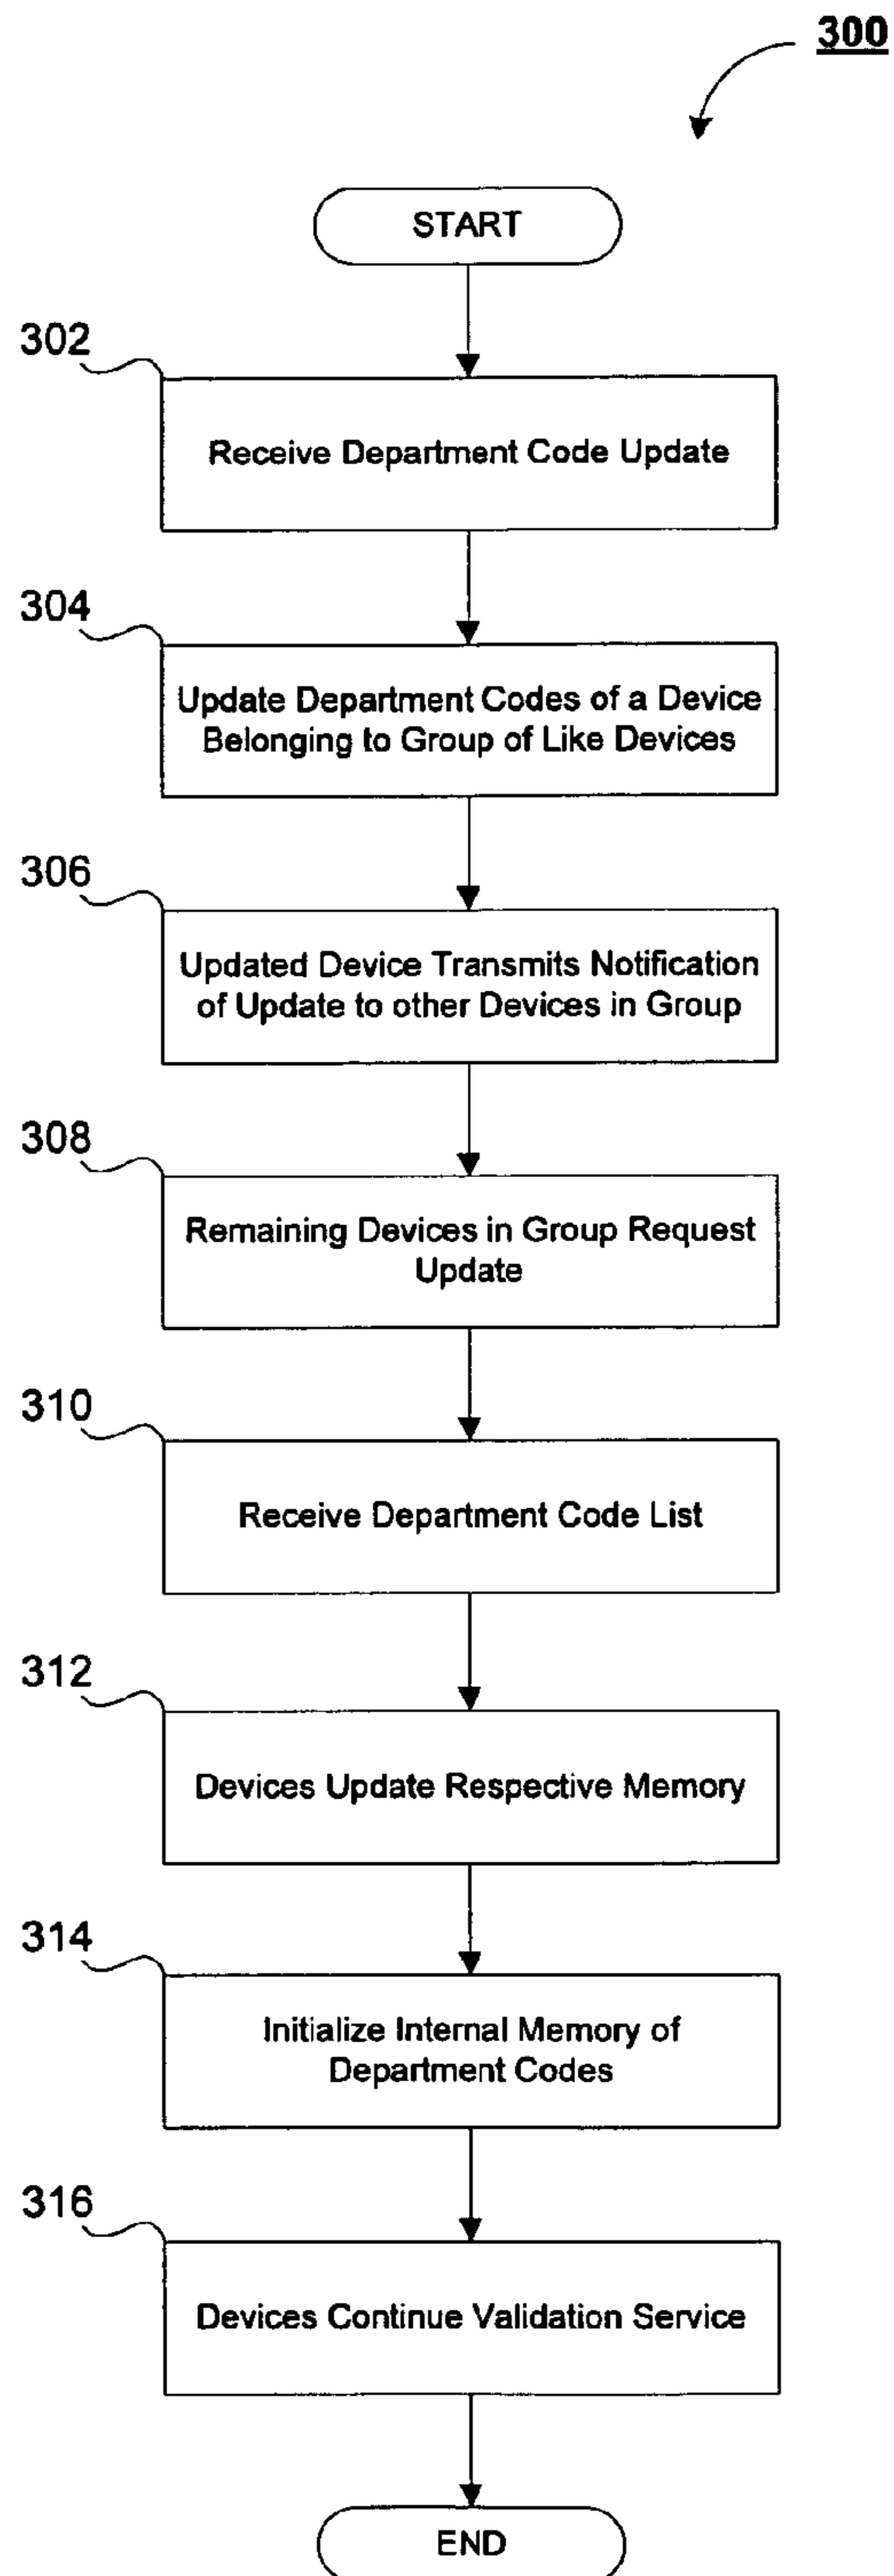 300
START
302
Receive Department Code Update
304
Update Department Codes of a Device
Belonging to Group of Like Devices
306
Updated Device Transmits Notification
of Update to other Devices in Group
308
Remaining Devices in Group Request
Update
310
Receive Department Code List
312
Devices Update Respective Memory
314
Initialize Internal Memory of
Department Codes
316
Devices Continue Validation Service
END